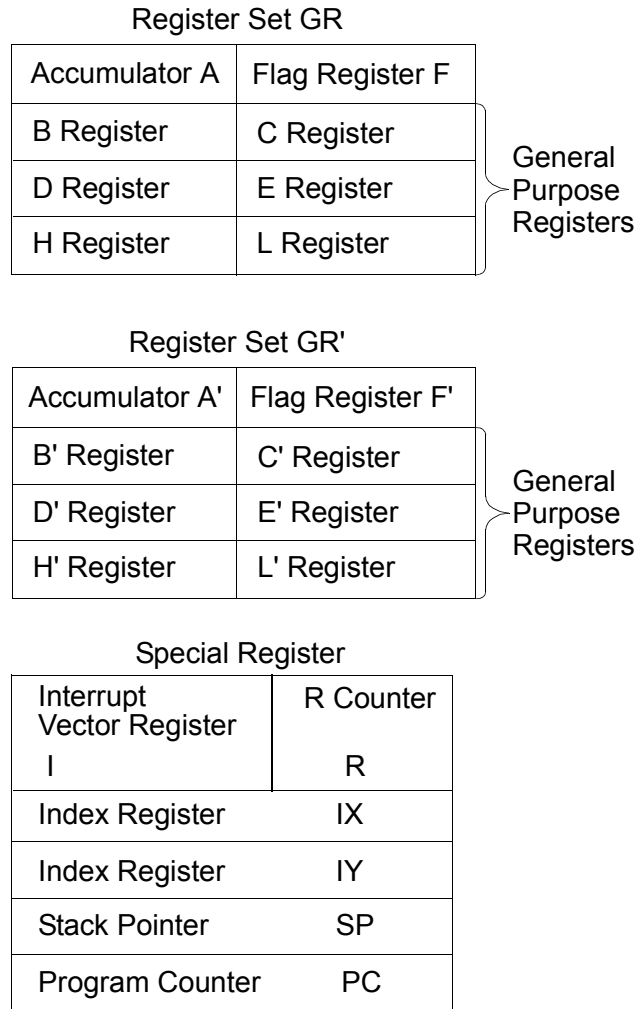 Register Set GR
Accumulator A Flag Register F
B Register C Register
D Register E Register
H Register L Register
General
Purpose
Registers
Register Set GR'
Accumulator A' Flag Register F'
B' Register C' Register
D' Register E' Register
H' Register L' Register
General
Purpose
Registers
Special Register
Interrupt R Counter
Vector Register
I R
Index Register IX
Index Register IY
Stack Pointer SP
Program Counter PC